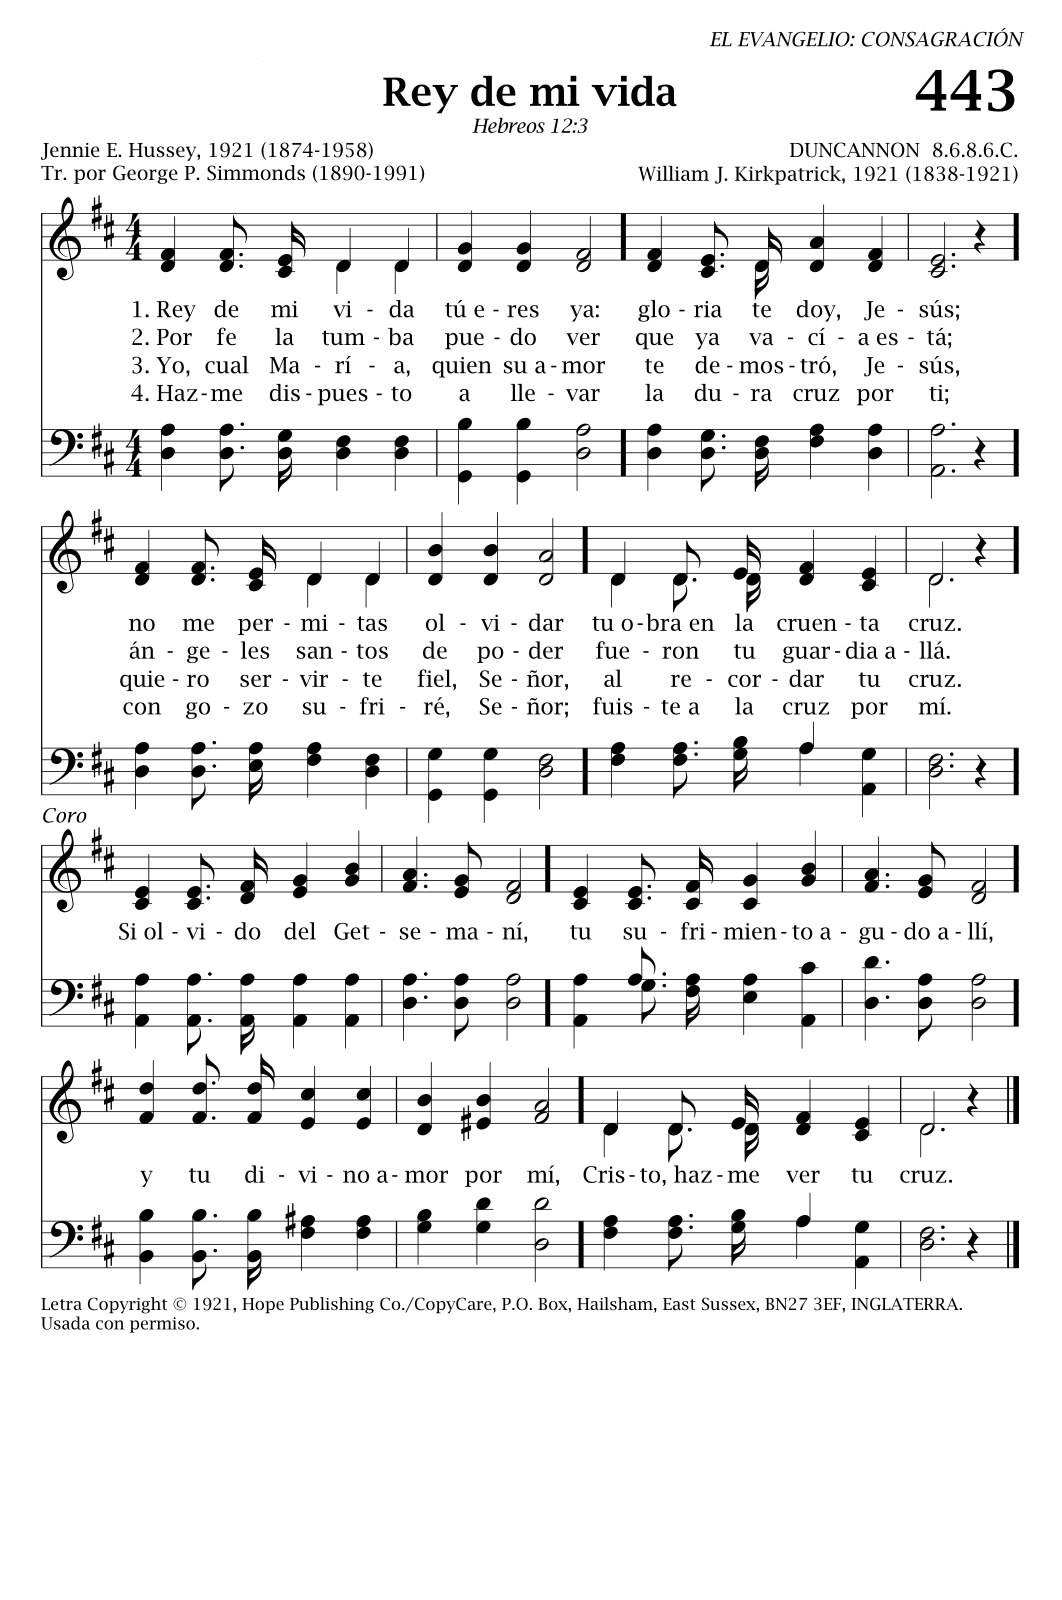 EL EVANGELIO: CONSAGRACIÓN
Rey de mi vida 443
Hebreos 12:3
Jennie E. Hussey, 1921 (1874-1958) DUNCANNON 8.6.8.6.C.
Tr. por George P. Simmonds (1890-1991) William J. Kirkpatrick, 1921 (1838-1921)
4 4
1. Rey de mi vi - da tú e - res ya: glo - ria te doy, Je - sús;
2. Por fe la tum - ba pue - do ver que ya va - cí - a es - tá;
3. Yo, cual Ma - rí - a, quien su a - mor te de - mos - tró, Je - sús,
4. Haz - me dis - pues - to a lle - var la du - ra cruz por ti;
4 4
no me per - mi - tas ol - vi - dar tu o - bra en la cruen - ta cruz.
án - ge - les san - tos de po - der fue - ron tu guar - dia a - llá.
quie - ro ser - vir - te fiel, Se - ñor, al re - cor - dar tu cruz.
con go - zo su - fri - ré, Se - ñor; fuis - te a la cruz por mí.
Coro
Si ol - vi - do del Get - se - ma - ní, tu su - fri - mien - to a - gu - do a - llí,
y tu di - vi - no a - mor por mí, Cris - to, haz - me ver tu cruz.
Letra Copyright © 1921, Hope Publishing Co./CopyCare, P.O. Box, Hailsham, East Sussex, BN27 3EF, INGLATERRA.
Usada con permiso.